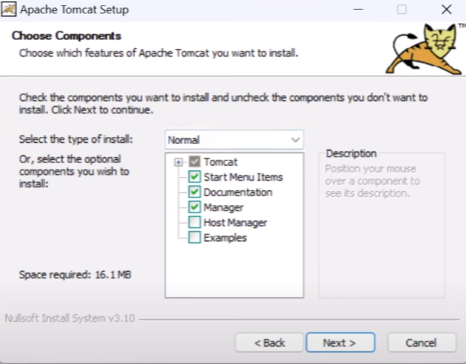 Apache Tomcat Setup
Choose Components
Choose which features of Apache Tomcat you want to install.
TM
Check the components you want to install and uncheck the components you don't want to
install. Click Next to continue.
Select the type of install:
Normal
Or, select the optional
components you wish to
install:
Tomcat
Start Menu Items
Documentation
Manager
Host Manager
Examples
Description
Position your mouse
over a component to
see its description.
Space required: 16.1 MB
Nullsoft Install System v3.10
< Back
Next >
Cancel